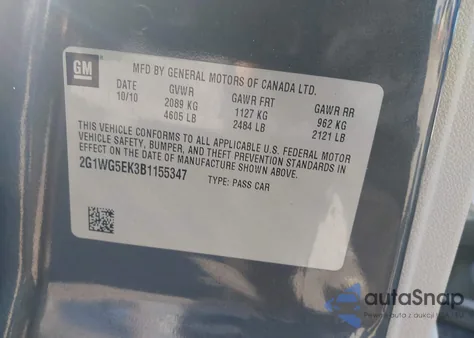 GM
MFD BY GENERAL MOTORS OF CANADA LTD.
DATE GVWR GAWR FRT GAWR RR
10/10 2089 KG 1127 KG 962 KG
4605 LB 2484 LB 2121 LB
THIS VEHICLE CONFORMS TO ALL APPLICABLE U.S. FEDERAL MOTOR
VEHICLE SAFETY, BUMPER, AND THEFT PREVENTION STANDARDS IN
EFFECT ON THE DATE OF MANUFACTURE SHOWN ABOVE.
2G1WG5EK3B1155347 TYPE: PASS CAR
autoSnap
Pewne auto z aukcji